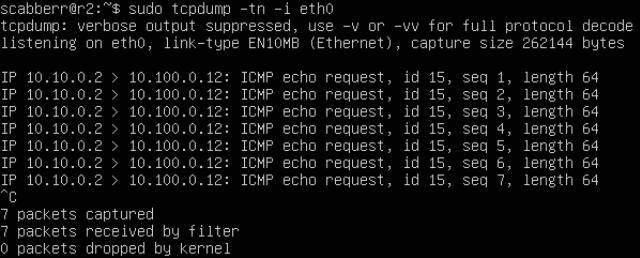 scabberr@r2:~$ sudo tcpdump -tn -i eth0
tcpdump: verbose output suppressed, use -v or -vv for full protocol decode
listening on eth0, link-type EN10MB (Ethernet), capture size 262144 bytes
IP 10.10.0.2 > 10.100.0.12: ICMP echo request, id 15, seq 1, length 64
IP 10.10.0.2 > 10.100.0.12: ICMP echo request, id 15, seq 2, length 64
IP 10.10.0.2 > 10.100.0.12: ICMP echo request, id 15, seq 3, length 64
IP 10.10.0.2 > 10.100.0.12: ICMP echo request, id 15, seq 4, length 64
IP 10.10.0.2 > 10.100.0.12: ICMP echo request, id 15, seq 5, length 64
IP 10.10.0.2 > 10.100.0.12: ICMP echo request, id 15, seq 6, length 64
IP 10.10.0.2 > 10.100.0.12: ICMP echo request, id 15, seq 7, length 64
^C
7 packets captured
7 packets received by filter
0 packets dropped by kernel